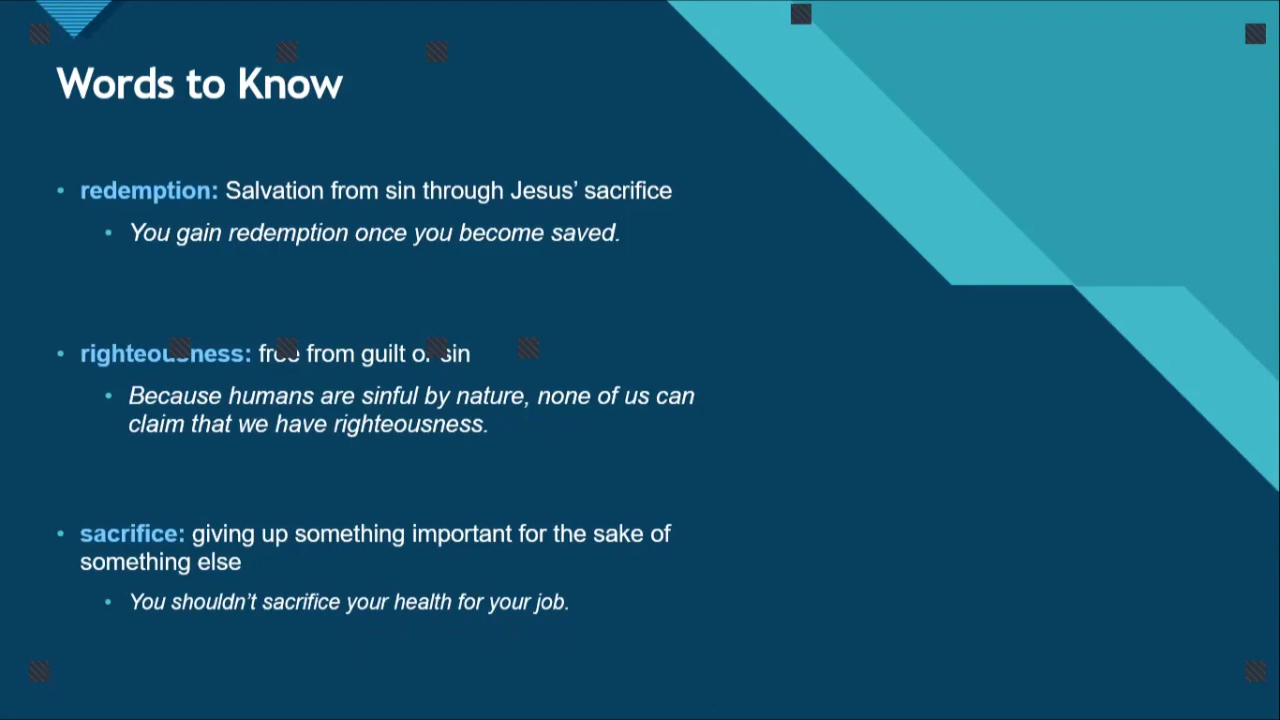 Words to Know
• redemption: Salvation from sin through Jesus’ sacrifice
• You gain redemption once you become saved.
• righteousness: free from guilt or sin
• Because humans are sinful by nature, none of us can
claim that we have righteousness.
• sacrifice: giving up something important for the sake of
something else
• You shouldn’t sacrifice your health for your job.